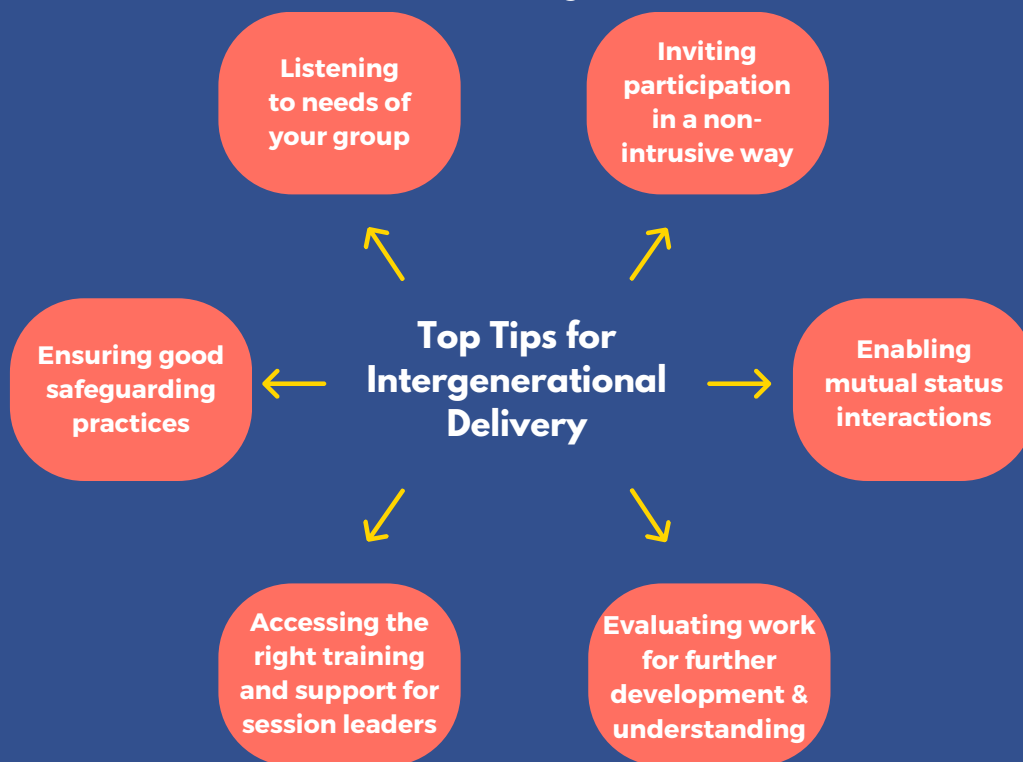 Listening
to needs of
your group
Inviting
participation
in a non-
intrusive way
Ensuring good
safeguarding
practices
Top Tips for
Intergenerational
Delivery
Enabling
mutual status
interactions
Accessing the
right training
and support for
session leaders
Evaluating work
for further
development &
understanding